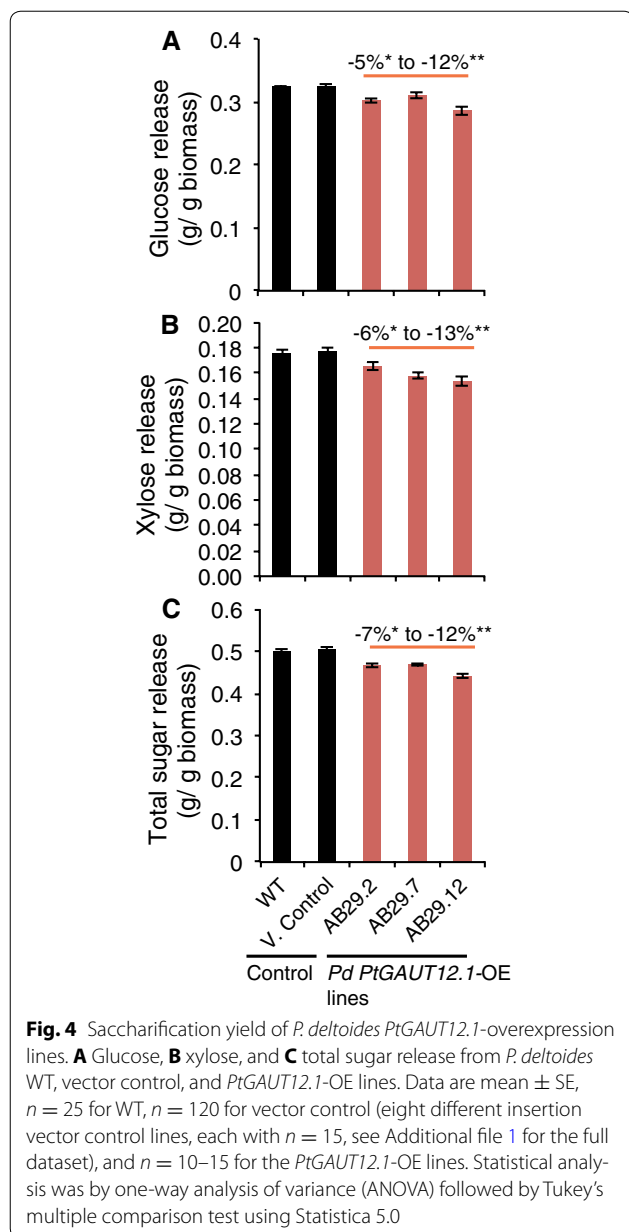 A
-5%* to -12%**
Glucose release
(g/ g biomass)
0.4
0.3
0.2
0.1
0
B
-6%* to -13%**
Xylose release
(g/ g biomass)
0.20
0.18
0.16
0.14
0.12
0.10
0.08
0.06
0.04
0.02
0.00
C
-7%* to -12%**
Total sugar release
(g/ g biomass)
0.6
0.5
0.4
0.3
0.2
0.1
0
WT
V. Control
AB29.2
AB29.7
AB29.12
Control
Pd PtGAUT12.1-OE
lines
Fig. 4 Saccharification yield of P. deltoides PtGAUT12.1-overexpression
lines. A Glucose, B xylose, and C total sugar release from P. deltoides
WT, vector control, and PtGAUT12.1-OE lines. Data are mean ± SE,
n = 25 for WT, n = 120 for vector control (eight different insertion
vector control lines, each with n = 15, see Additional file 1 for the full
dataset), and n = 10–15 for the PtGAUT12.1-OE lines. Statistical analy-
sis was by one-way analysis of variance (ANOVA) followed by Tukey's
multiple comparison test using Statistica 5.0